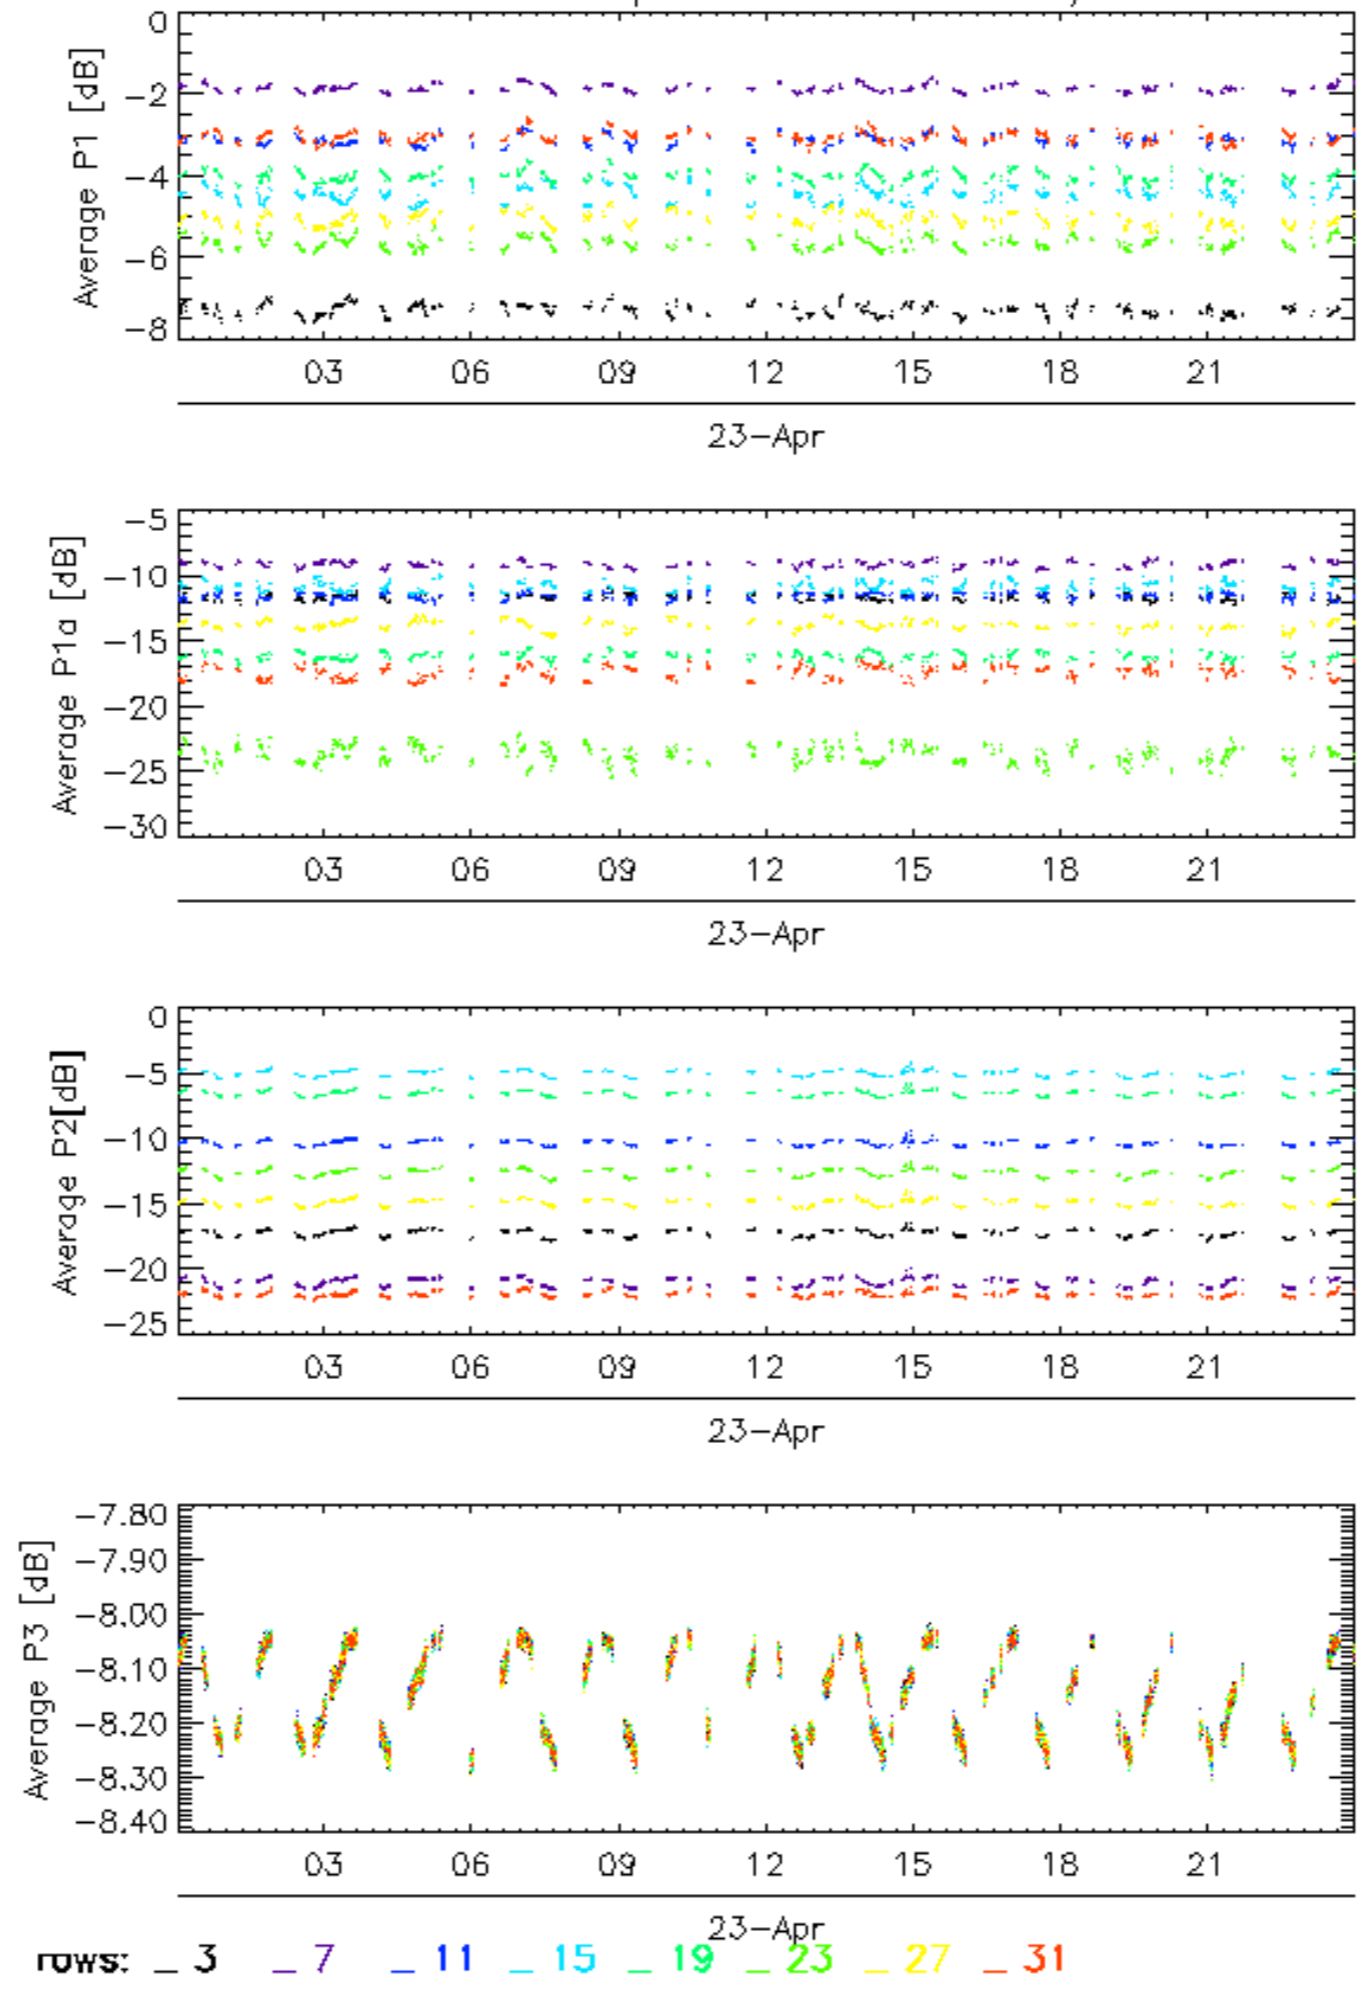 Average P1 [dB]
0
−2
−4
−6
−8
03 06 09 12 15 18 21
23−Apr
Average P1a [dB]
−5
−10
−15
−20
−25
−30
03 06 09 12 15 18 21
23−Apr
Average P2[dB]
0
−5
−10
−15
−20
−25
03 06 09 12 15 18 21
23−Apr
Average P3 [dB]
−7.80
−7.90
−8.00
−8.10
−8.20
−8.30
−8.40
03 06 09 12 15 18 21
23−Apr
rows: _ 3 _ 7 _ 11 _ 15 _ 19 _ 23 _ 27 _ 31